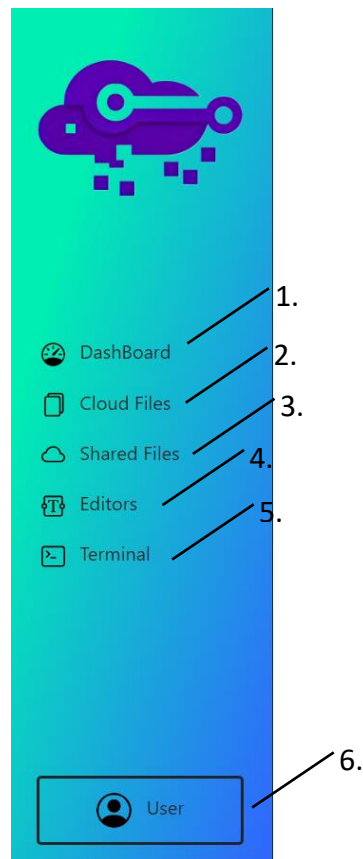 1.
DashBoard
2.
Cloud Files
3.
Shared Files
4.
Editors
5.
Terminal
6.
User